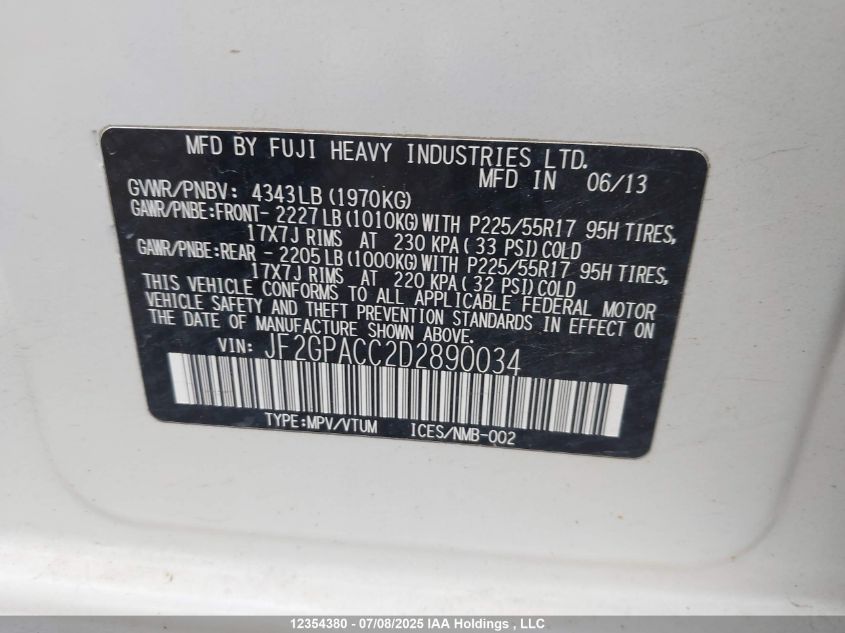 MFD BY FUJI HEAVY INDUSTRIES LTD.
MFD IN 06/13
GVWR/PNBV: 4343LB (1970KG)
GAWR/PNBE:FRONT- 2227LB (1010KG) WITH P225/55R17 95H TIRES,
17X7J RIMS AT 230 KPA ( 33 PSI) COLD
GAWR/PNBE:REAR - 2205LB (1000KG) WITH P225/55R17 95H TIRES,
17X7J RIMS AT 220 KPA ( 32 PSI) COLD
THIS VEHICLE CONFORMS TO ALL APPLICABLE FEDERAL MOTOR
VEHICLE SAFETY AND THEFT PREVENTION STANDARDS IN EFFECT ON
THE DATE OF MANUFACTURE SHOWN ABOVE.
VIN: JF2GPACC2D2890034
TYPE:MPV/VTUM ICES/NMB-002
12354380 - 07/08/2025 IAA Holdings , LLC